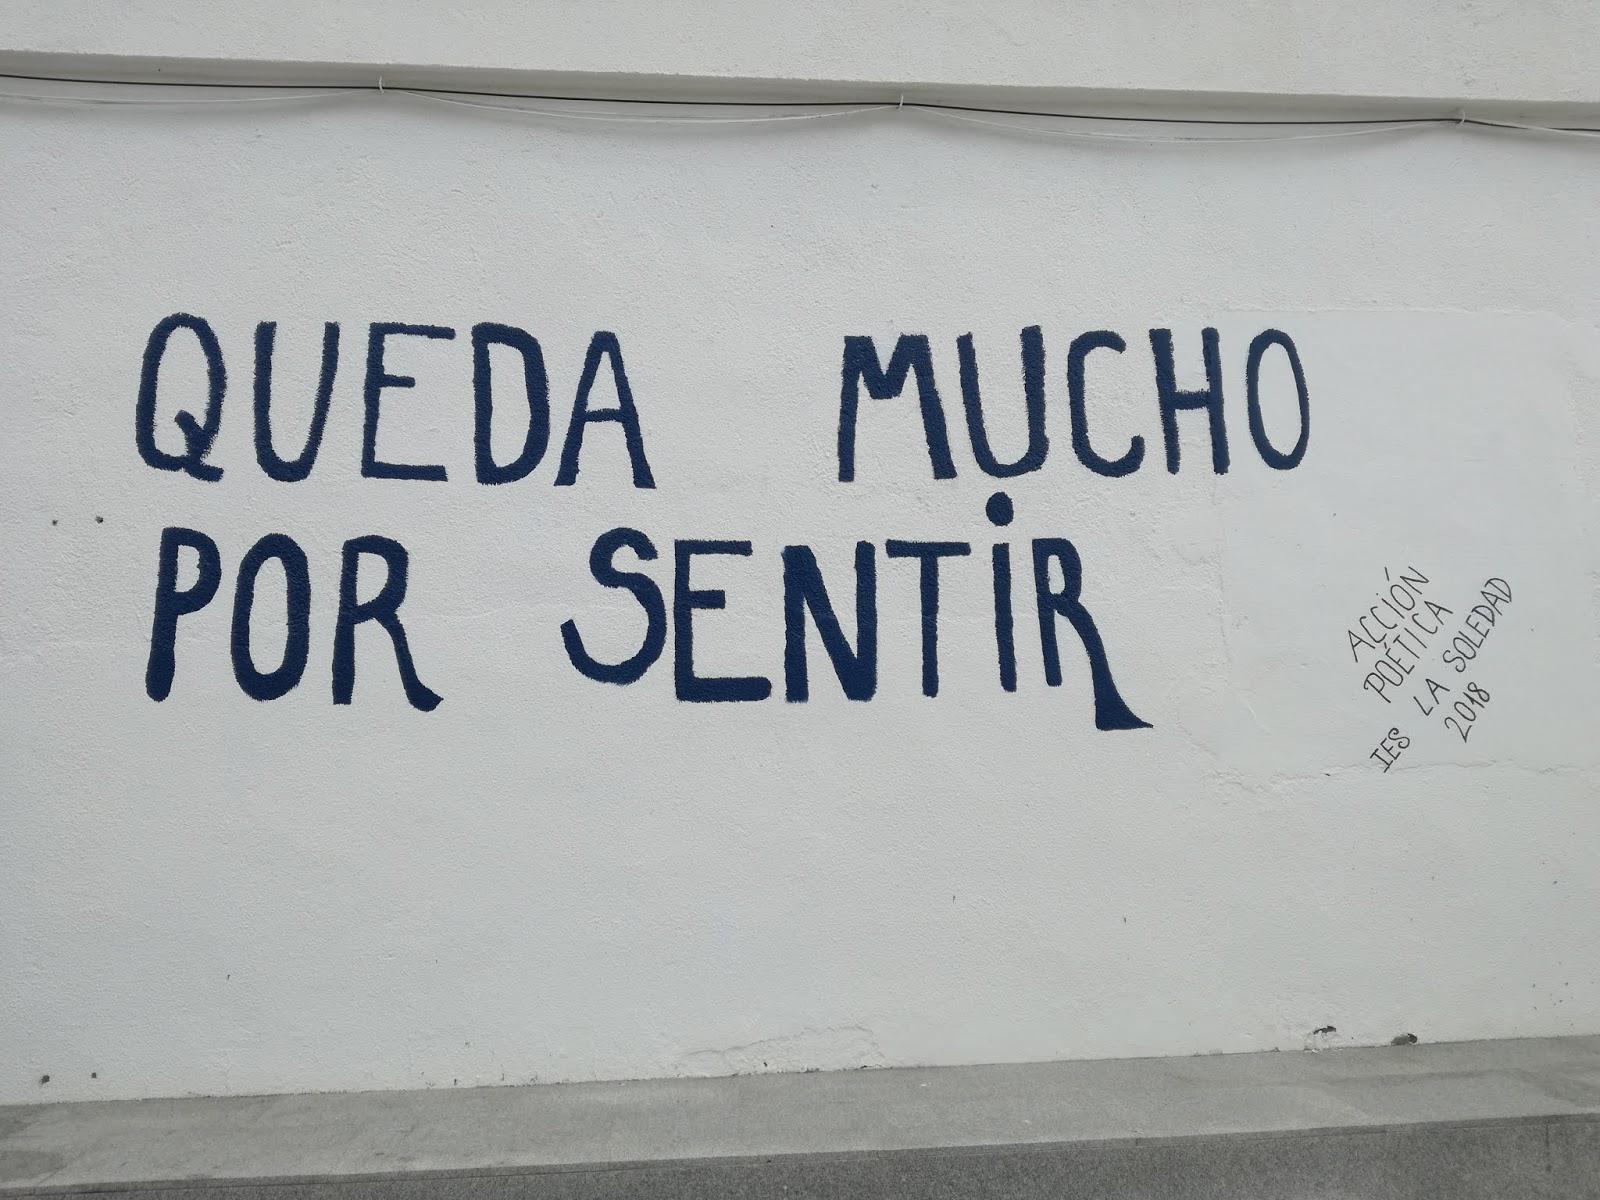 QUEDA MUCHO
POR SENTiR
ACCIÓN
POÉTICA
IES LA SOLEDAD
2018